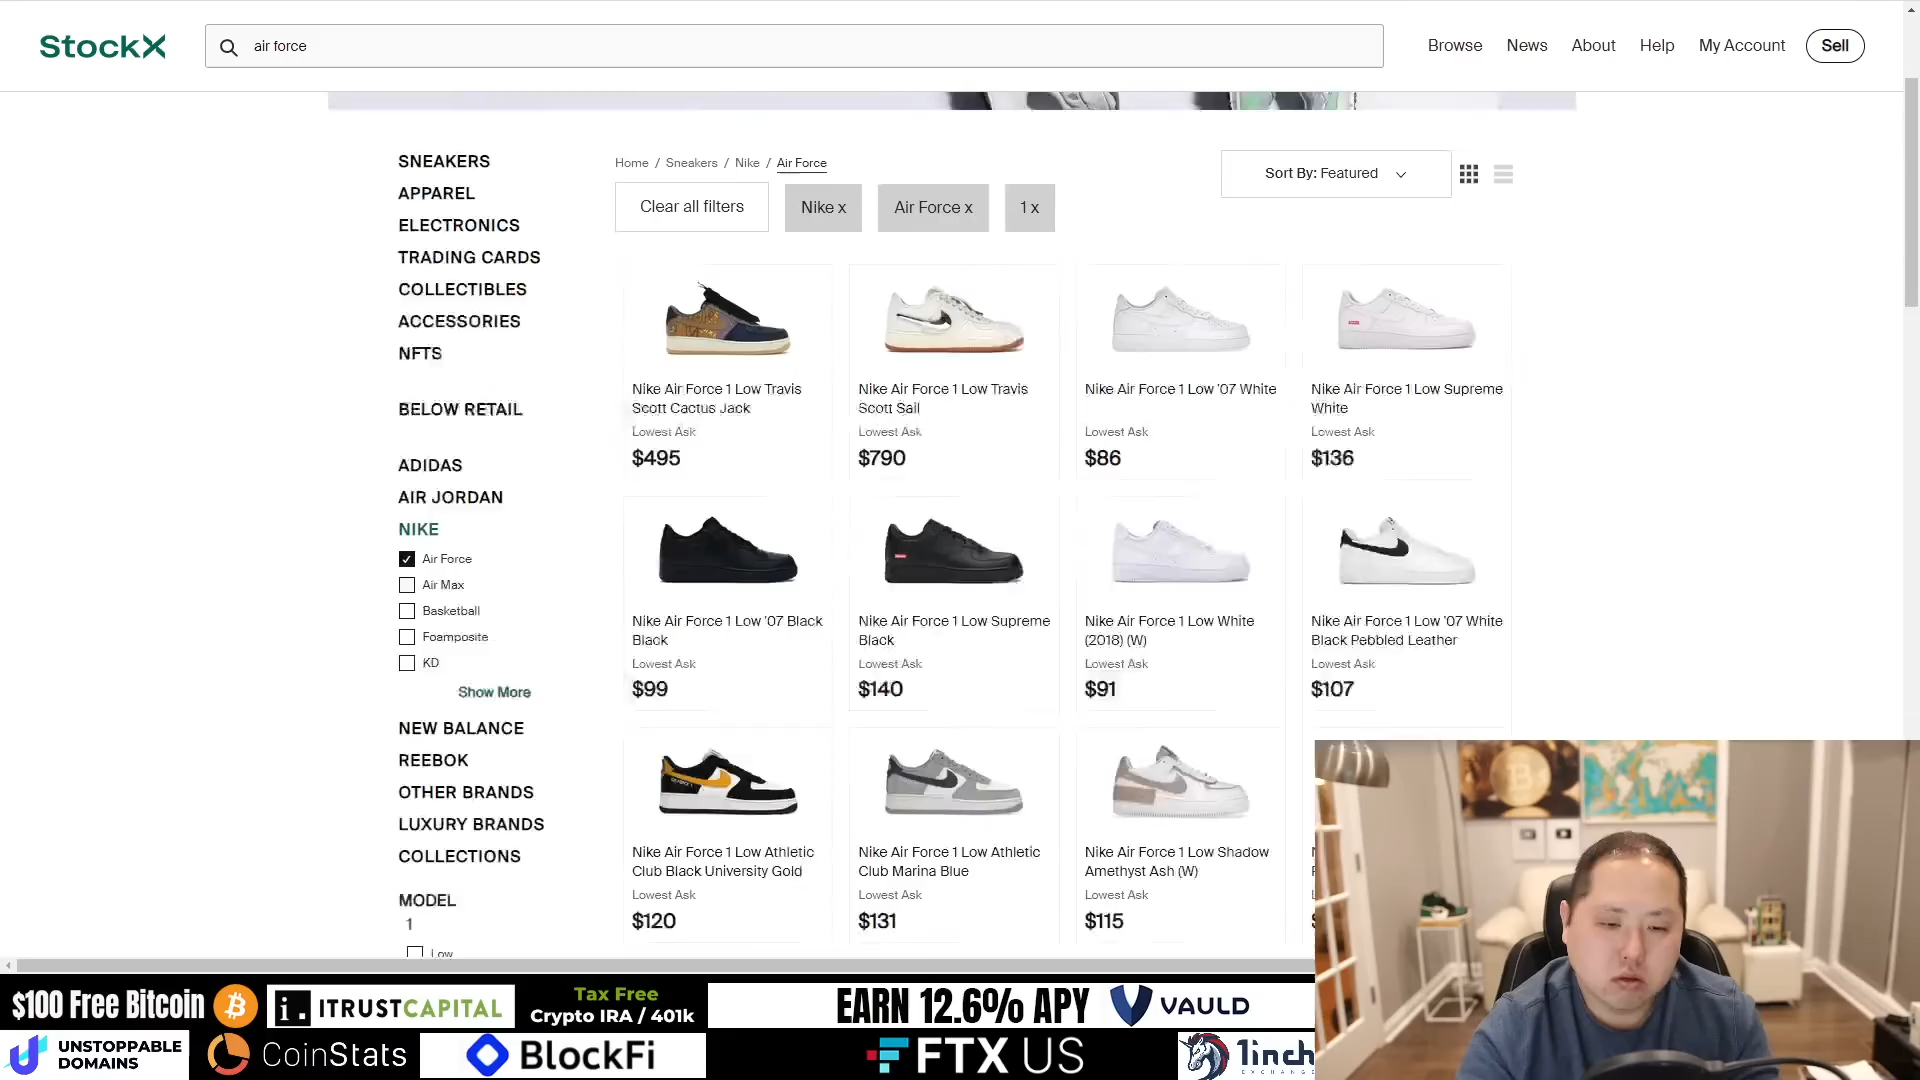 StockX
air force
Browse
News
About
Help
My Account
Sell
SNEAKERS
APPAREL
ELECTRONICS
TRADING CARDS
COLLECTIBLES
ACCESSORIES
NFTS
BELOW RETAIL
ADIDAS
AIR JORDAN
NIKE
Air Force
Air Max
Basketball
Foamposite
KD
Show More
NEW BALANCE
REEBOK
OTHER BRANDS
LUXURY BRANDS
COLLECTIONS
MODEL
1
Low
Home / Sneakers / Nike / Air Force
Sort By: Featured
Clear all filters
Nike x
Air Force x
1 x
Nike Air Force 1 Low Travis
Scott Cactus Jack
Lowest Ask
$495
Nike Air Force 1 Low Travis
Scott Sail
Lowest Ask
$790
Nike Air Force 1 Low '07 White
Lowest Ask
$86
Nike Air Force 1 Low Supreme
White
Lowest Ask
$136
Nike Air Force 1 Low '07 Black
Black
Lowest Ask
$99
Nike Air Force 1 Low Supreme
Black
Lowest Ask
$140
Nike Air Force 1 Low White
(2018) (W)
Lowest Ask
$91
Nike Air Force 1 Low '07 White
Black Pebbled Leather
Lowest Ask
$107
Nike Air Force 1 Low Athletic
Club Black University Gold
Lowest Ask
$120
Nike Air Force 1 Low Athletic
Club Marina Blue
Lowest Ask
$131
Nike Air Force 1 Low Shadow
Amethyst Ash (W)
Lowest Ask
$115
$100 Free Bitcoin
ITRUSTCAPITAL
Tax Free
Crypto IRA / 401k
EARN 12.6% APY
VAULD
UNSTOPPABLE
DOMAINS
CoinStats
BlockFi
FTX US
1inch
EXCHANGE